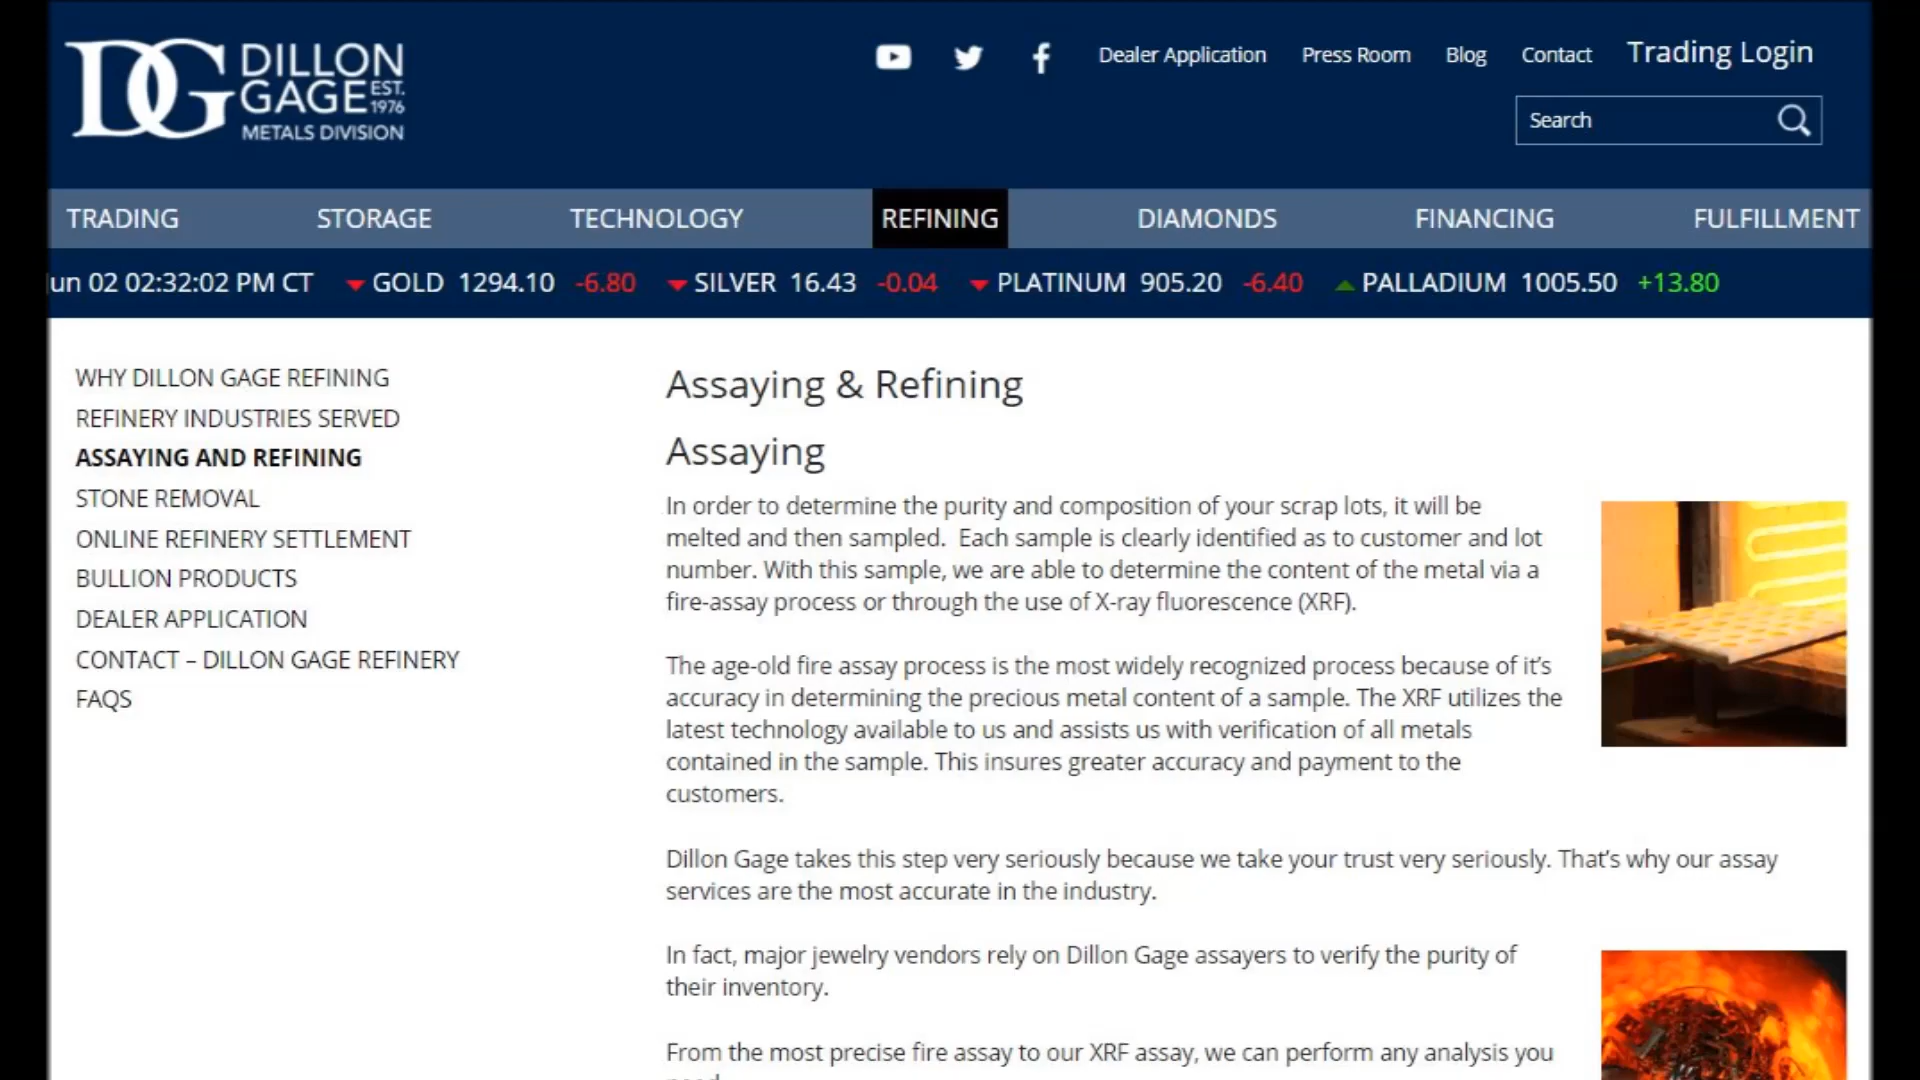 DG DILLON
GAGE EST. 1976
METALS DIVISION
Dealer Application Press Room Blog Contact Trading Login
Search
TRADING STORAGE TECHNOLOGY REFINING DIAMONDS FINANCING FULFILLMENT
un 02 02:32:02 PM CT GOLD 1294.10 -6.80 SILVER 16.43 -0.04 PLATINUM 905.20 -6.40 PALLADIUM 1005.50 +13.80
WHY DILLON GAGE REFINING
REFINERY INDUSTRIES SERVED
ASSAYING AND REFINING
STONE REMOVAL
ONLINE REFINERY SETTLEMENT
BULLION PRODUCTS
DEALER APPLICATION
CONTACT – DILLON GAGE REFINERY
FAQS
Assaying & Refining
Assaying
In order to determine the purity and composition of your scrap lots, it will be
melted and then sampled. Each sample is clearly identified as to customer and lot
number. With this sample, we are able to determine the content of the metal via a
fire-assay process or through the use of X-ray fluorescence (XRF).
The age-old fire assay process is the most widely recognized process because of it’s
accuracy in determining the precious metal content of a sample. The XRF utilizes the
latest technology available to us and assists us with verification of all metals
contained in the sample. This insures greater accuracy and payment to the
customers.
Dillon Gage takes this step very seriously because we take your trust very seriously. That’s why our assay
services are the most accurate in the industry.
In fact, major jewelry vendors rely on Dillon Gage assayers to verify the purity of
their inventory.
From the most precise fire assay to our XRF assay, we can perform any analysis you